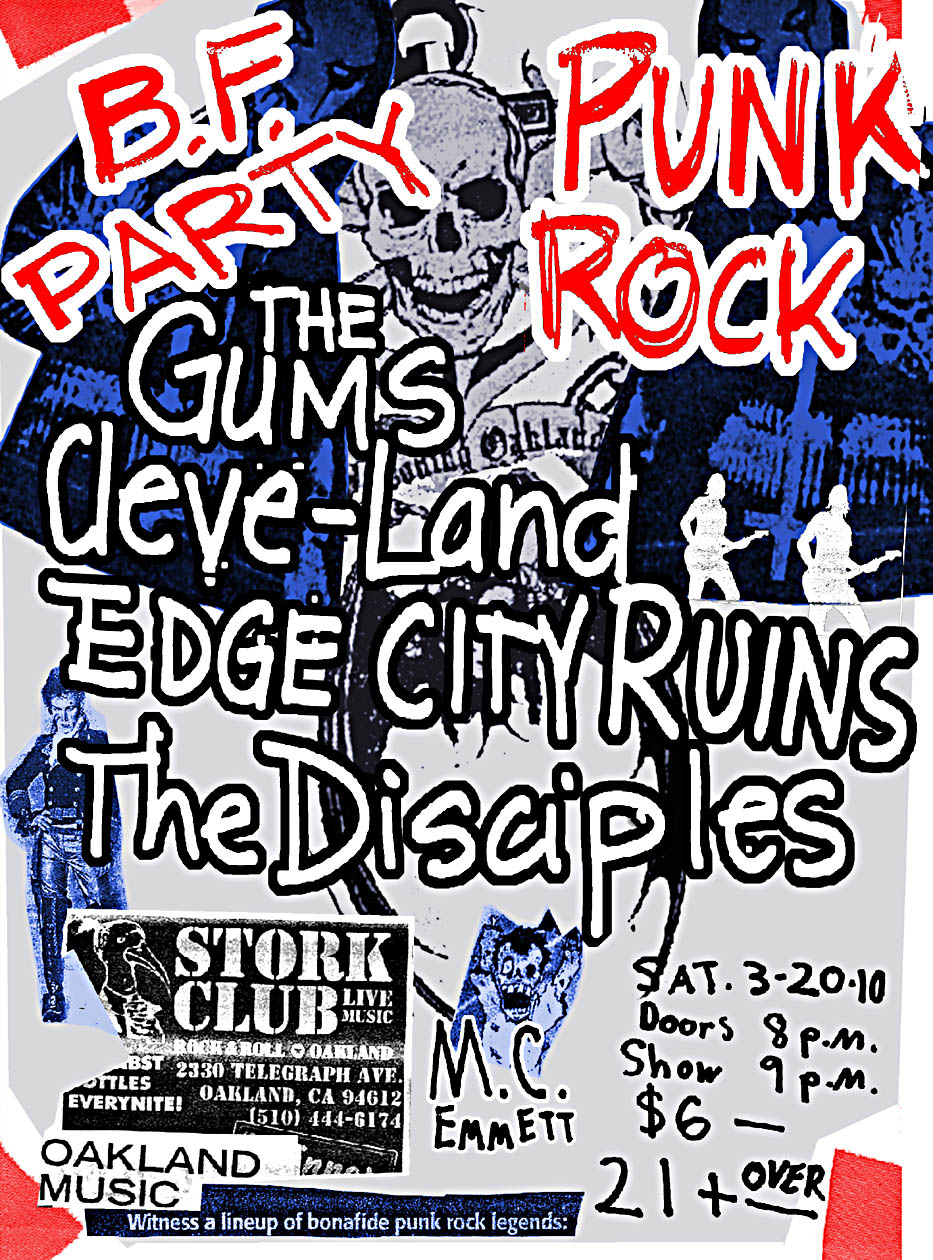 B.F.
PARTY
PUNK
ROCK
THE
GUMS
Cleve-Land
EDGE CITY RUINS
The Disciples
STORK
CLUB
LIVE
MUSIC
ROCK & ROLL OAKLAND
2330 TELEGRAPH AVE.
OAKLAND, CA 94612
(510) 444-6174
EVERYNITE!
OAKLAND
MUSIC
M.C.
EMMETT
SAT. 3-20-10
Doors 8 p.m.
Show 9 p.m.
$6 —
21 + OVER
Witness a lineup of bonafide punk rock legends: